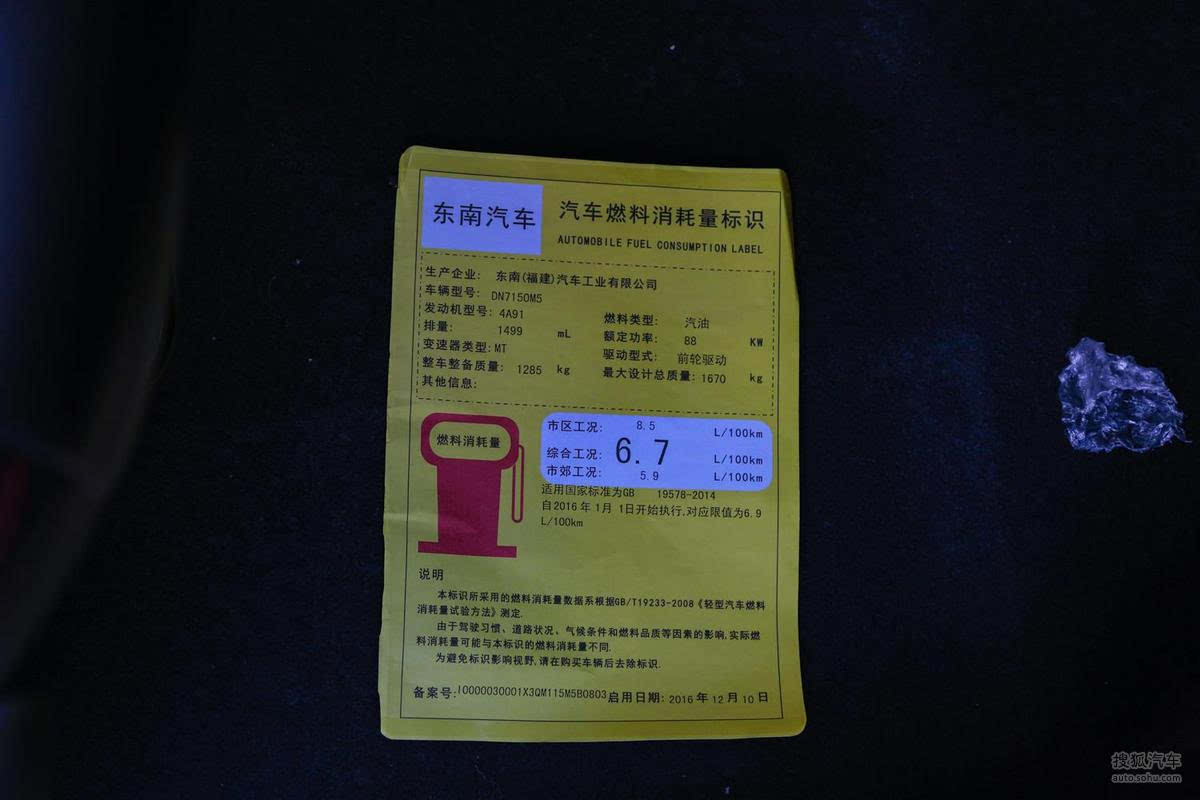 东南汽车
汽车燃料消耗量标识
AUTOMOBILE FUEL CONSUMPTION LABEL
生产企业: 东南(福建)汽车工业有限公司
车辆型号: DN7150M5
发动机型号: 4A91
燃料类型: 汽油
排量: 1499 mL
额定功率: 88 KW
变速器类型:MT
驱动型式: 前轮驱动
整车整备质量: 1285 kg
最大设计总质量: 1670 kg
其他信息:
燃料消耗量
市区工况: 8.5 L/100km
综合工况: 6.7 L/100km
市郊工况: 5.9 L/100km
适用国家标准为GB 19578-2014
自2016年 1月 1日开始执行,对应限值为6.9
L/100km
说明
本标识所采用的燃料消耗量数据系根据GB/T19233-2008《轻型汽车燃料
消耗量试验方法》测定.
由于驾驶习惯、道路状况、气候条件和燃料品质等因素的影响,实际燃
料消耗量可能与本标识的燃料消耗量不同.
为避免标识影响视野,请在购买车辆后去除标识.
备案号:10000030001X3QM115M5B0803 启用日期: 2016 年 12 月 10 日
搜狐汽车
auto.sohu.com